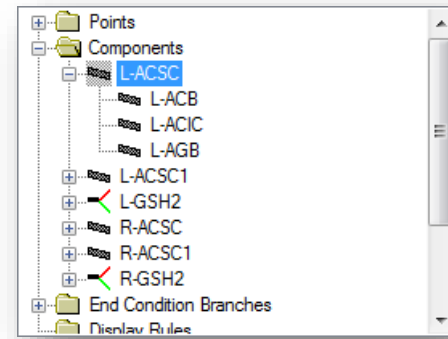 Points
Components
L-ACSC
L-ACB
L-ACIC
L-AGB
L-ACSC1
L-GSH2
R-ACSC
R-ACSC1
R-GSH2
End Condition Branches
Display Rules